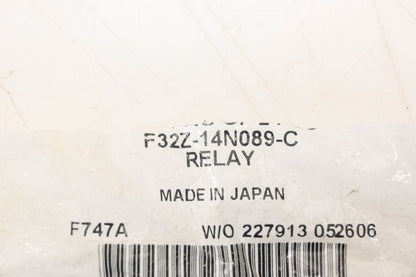 F32Z-14N089-C
RELAY
MADE IN JAPAN
F747A W/O 227913 052606